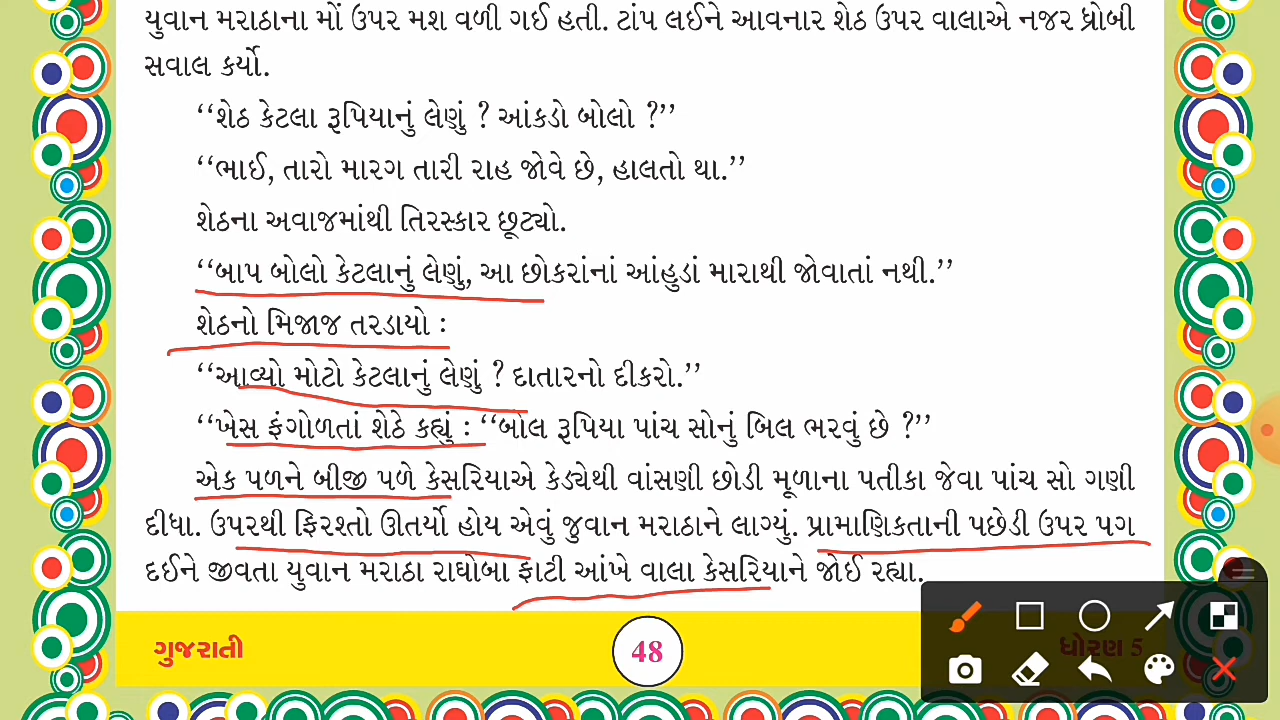 યુવાન મરાઠાના મોં ઉપર મશ વળી ગઈ હતી. ટાંપ લઈને આવનાર શેઠ ઉપર વાલાએ નજર ધ્રોબી
સવાલ કર્યો.
‘‘શેઠ કેટલા રૂપિયાનું લેણું ? આંકડો બોલો ?’’
‘‘ભાઈ, તારો મારગ તારી રાહ જોવે છે, હાલતો થા.’’
શેઠના અવાજમાંથી તિરસ્કાર છૂટ્યો.
‘‘બાપ બોલો કેટલાનું લેણું, આ છોકરાંનાં આંહુડાં મારાથી જોવાતાં નથી.’’
શેઠનો મિજાજ તરડાયો :
‘‘આવ્યો મોટો કેટલાનું લેણું ? દાતારનો દીકરો.’’
‘‘ખેસ ફંગોળતાં શેઠે કહ્યું : ‘‘બોલ રૂપિયા પાંચ સોનું બિલ ભરવું છે ?’’
એક પળને બીજી પળે કેસરિયાએ કેડ્યેથી વાંસણી છોડી મૂળાના પતીકા જેવા પાંચ સો ગણી
દીધા. ઉપરથી ફિરશ્તો ઊતર્યો હોય એવું જુવાન મરાઠાને લાગ્યું. પ્રામાણિકતાની પછેડી ઉપર પગ
દઈને જીવતા યુવાન મરાઠા રાઘોબા ફાટી આંખે વાલા કેસરિયાને જોઈ રહ્યા.
ગુજરાતી
48
ધોરણ 5